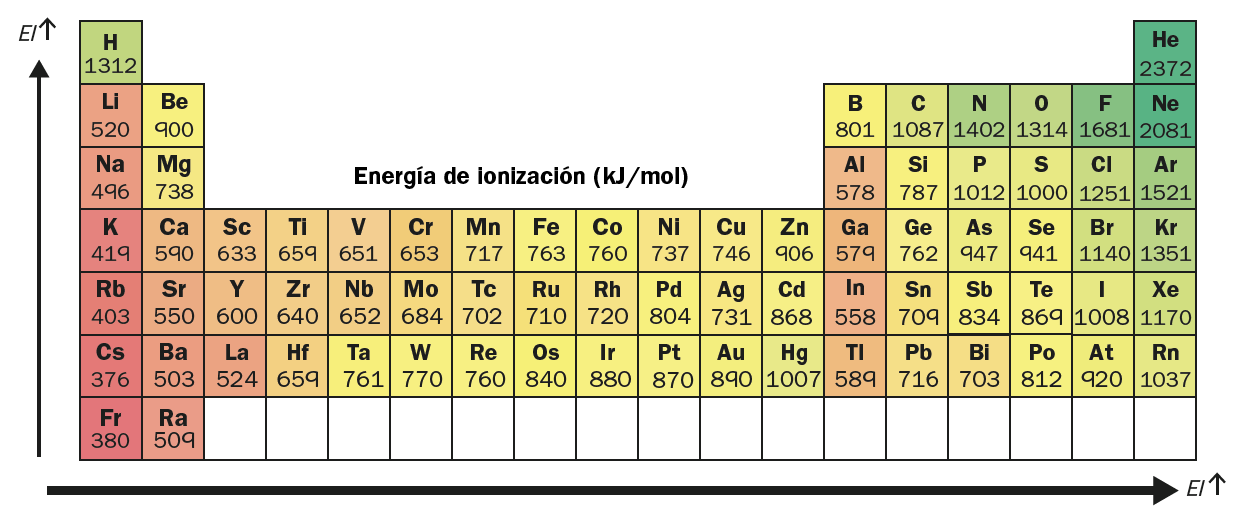 EI↑
H He
1312 2372
Li Be B C N O F Ne
520 900 801 1087 1402 1314 1681 2081
Na Mg Al Si P S Cl Ar
496 738 Energía de ionización (kJ/mol) 578 787 1012 1000 1251 1521
K Ca Sc Ti V Cr Mn Fe Co Ni Cu Zn Ga Ge As Se Br Kr
419 590 633 659 651 653 717 763 760 737 746 906 579 762 947 941 1140 1351
Rb Sr Y Zr Nb Mo Tc Ru Rh Pd Ag Cd In Sn Sb Te I Xe
403 550 600 640 652 684 702 710 720 804 731 868 558 709 834 869 1008 1170
Cs Ba La Hf Ta W Re Os Ir Pt Au Hg Tl Pb Bi Po At Rn
376 503 524 659 761 770 760 840 880 870 890 1007 589 716 703 812 920 1037
Fr Ra
380 509
EI↑